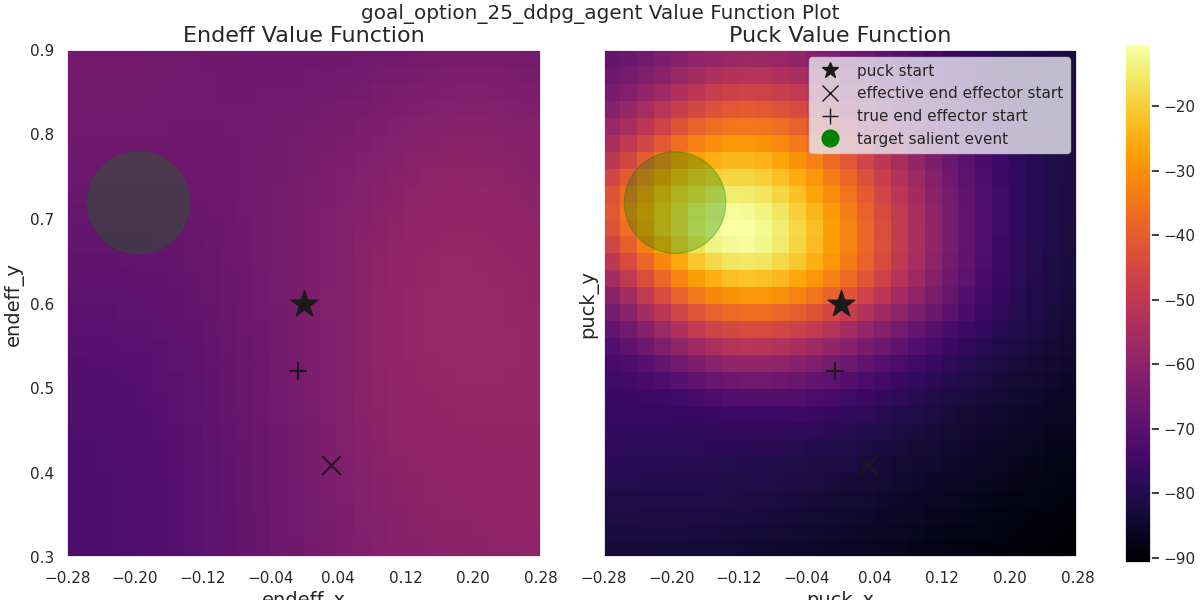 goal_option_25_ddpg_agent Value Function Plot
Endeff Value Function
Puck Value Function
puck start
effective end effector start
true end effector start
target salient event
endeff_y
0.9
0.8
0.7
0.6
0.5
0.4
0.3
−0.28 −0.20 −0.12 −0.04 0.04 0.12 0.20 0.28
endeff_x
puck_y
−0.28 −0.20 −0.12 −0.04 0.04 0.12 0.20 0.28
puck_x
−20
−30
−40
−50
−60
−70
−80
−90